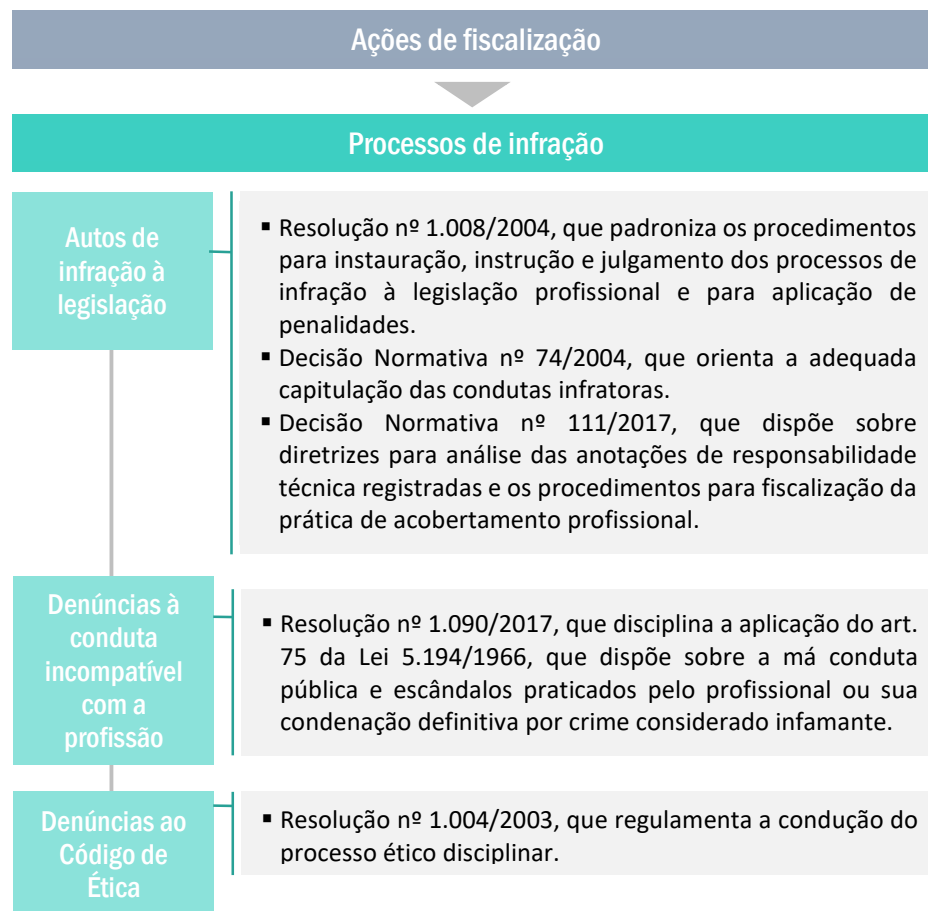 Ações de fiscalização
Processos de infração
Autos de
infração à
legislação
▪ Resolução nº 1.008/2004, que padroniza os procedimentos
para instauração, instrução e julgamento dos processos de
infração à legislação profissional e para aplicação de
penalidades.
▪ Decisão Normativa nº 74/2004, que orienta a adequada
capitulação das condutas infratoras.
▪ Decisão Normativa nº 111/2017, que dispõe sobre
diretrizes para análise das anotações de responsabilidade
técnica registradas e os procedimentos para fiscalização da
prática de acobertamento profissional.
Denúncias à
conduta
incompatível
com a
profissão
▪ Resolução nº 1.090/2017, que disciplina a aplicação do art.
75 da Lei 5.194/1966, que dispõe sobre a má conduta
pública e escândalos praticados pelo profissional ou sua
condenação definitiva por crime considerado infamante.
Denúncias ao
Código de
Ética
▪ Resolução nº 1.004/2003, que regulamenta a condução do
processo ético disciplinar.